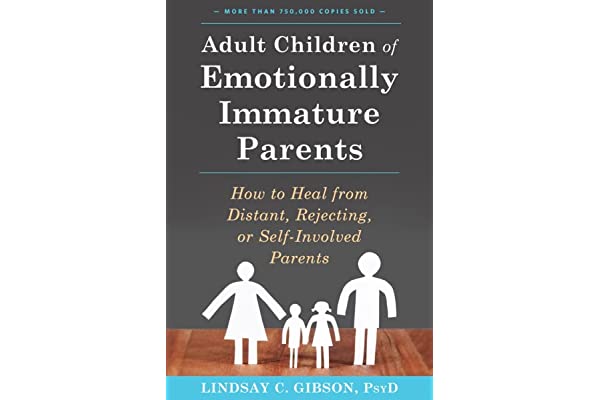 — MORE THAN 750,000 COPIES SOLD —
Adult Children of
Emotionally
Immature
Parents
How to Heal from
Distant, Rejecting,
or Self-Involved
Parents
LINDSAY C. GIBSON, PsyD